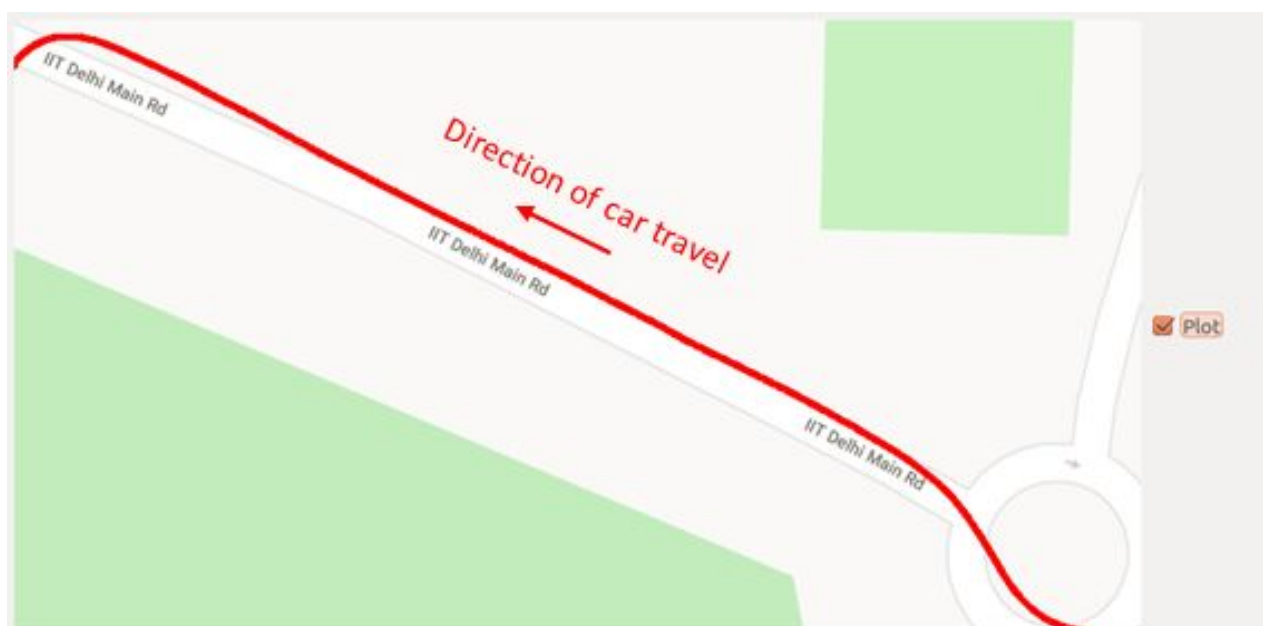 IIT Delhi Main Rd
Direction of car travel
IIT Delhi Main Rd
Plot
IIT Delhi Main Rd